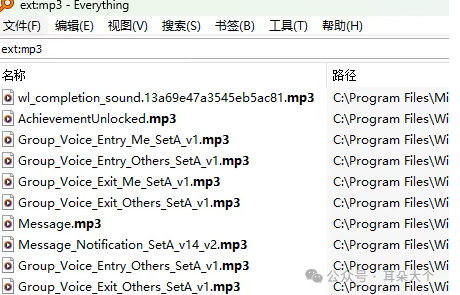 ext:mp3 - Everything
文件(F) 编辑(E) 视图(V) 搜索(S) 书签(B) 工具(T) 帮助(H)
ext:mp3
名称 路径
wl_completion_sound.13a69e47a3545eb5ac81.mp3 C:\Program Files\Mi
AchievementUnlocked.mp3 C:\Program Files\Wi
Group_Voice_Entry_Me_SetA_v1.mp3 C:\Program Files\Wi
Group_Voice_Entry_Others_SetA_v1.mp3 C:\Program Files\Wi
Group_Voice_Exit_Me_SetA_v1.mp3 C:\Program Files\Wi
Group_Voice_Exit_Others_SetA_v1.mp3 C:\Program Files\Wi
Message.mp3 C:\Program Files\Wi
Message_Notification_SetA_v14_v2.mp3 C:\Program Files\Wi
Group_Voice_Entry_Others_SetA_v1.mp3 C:\Program Files\Wi
Group_Voice_Exit_Others_SetA_v1.mp3 C:\Program Files\Wi
公众号: 耳朵大个